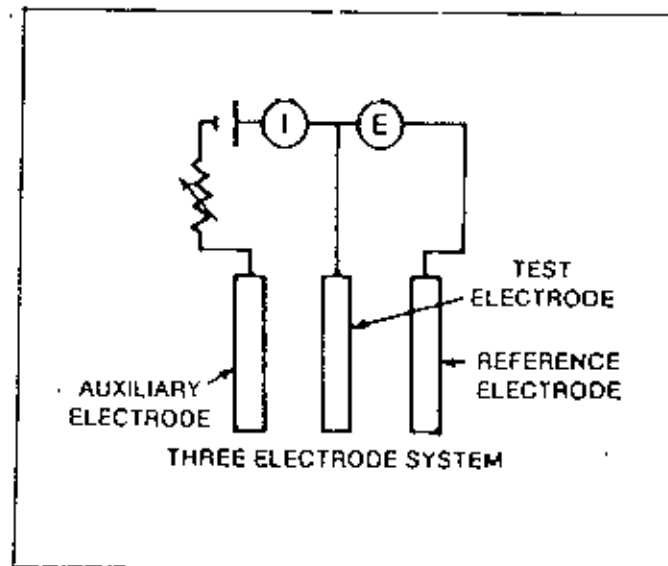 I
E
TEST
ELECTRODE
REFERENCE
ELECTRODE
AUXILIARY
ELECTRODE
THREE ELECTRODE SYSTEM